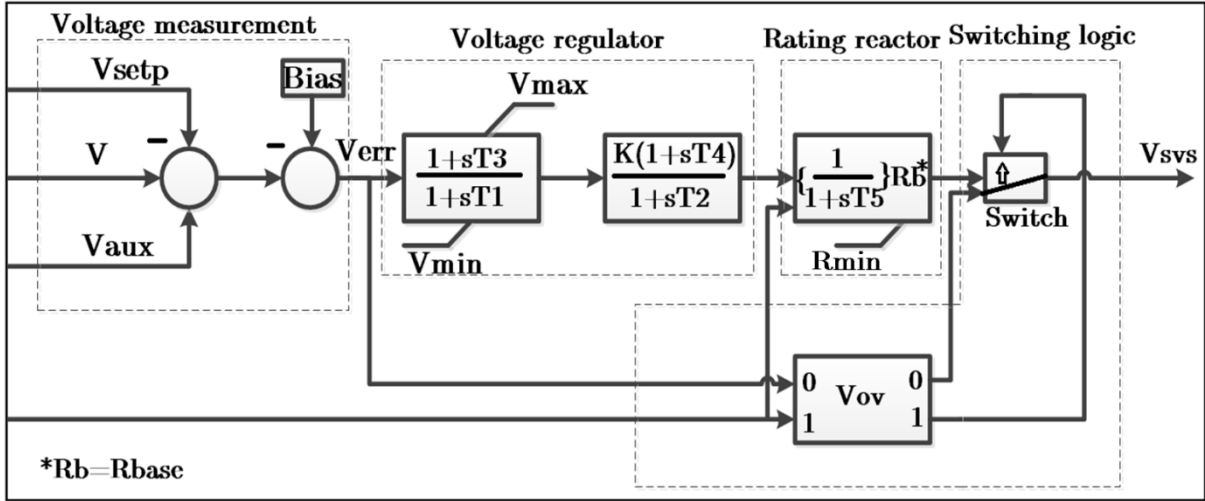 Voltage measurement
Voltage regulator
Rating reactor
Switching logic
Vsetp
Bias
Vmax
V
Verr
1+sT3
1+sT1
K(1+sT4)
1+sT2
{ 1 }Rb*
1+sT5
Switch
Vsvs
Vaux
Vmin
Rmin
0 Vov 0
1 1
*Rb=Rbase